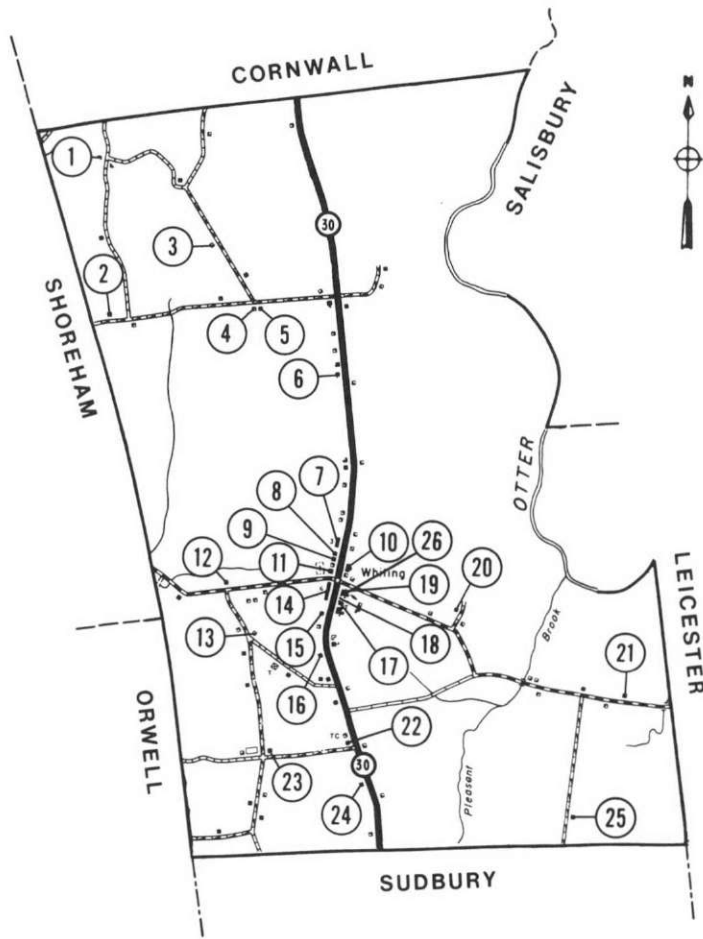 CORNWALL
N
SALISBURY
1
30
3
SHOREHAM
2
4
5
6
OTTER
7
8
9
10
26
11
Whiting
19
20
12
LEICESTER
14
Brook
13
15
18
17
21
16
ORWELL
TC
22
23
30
24
Pleasant
25
SUDBURY